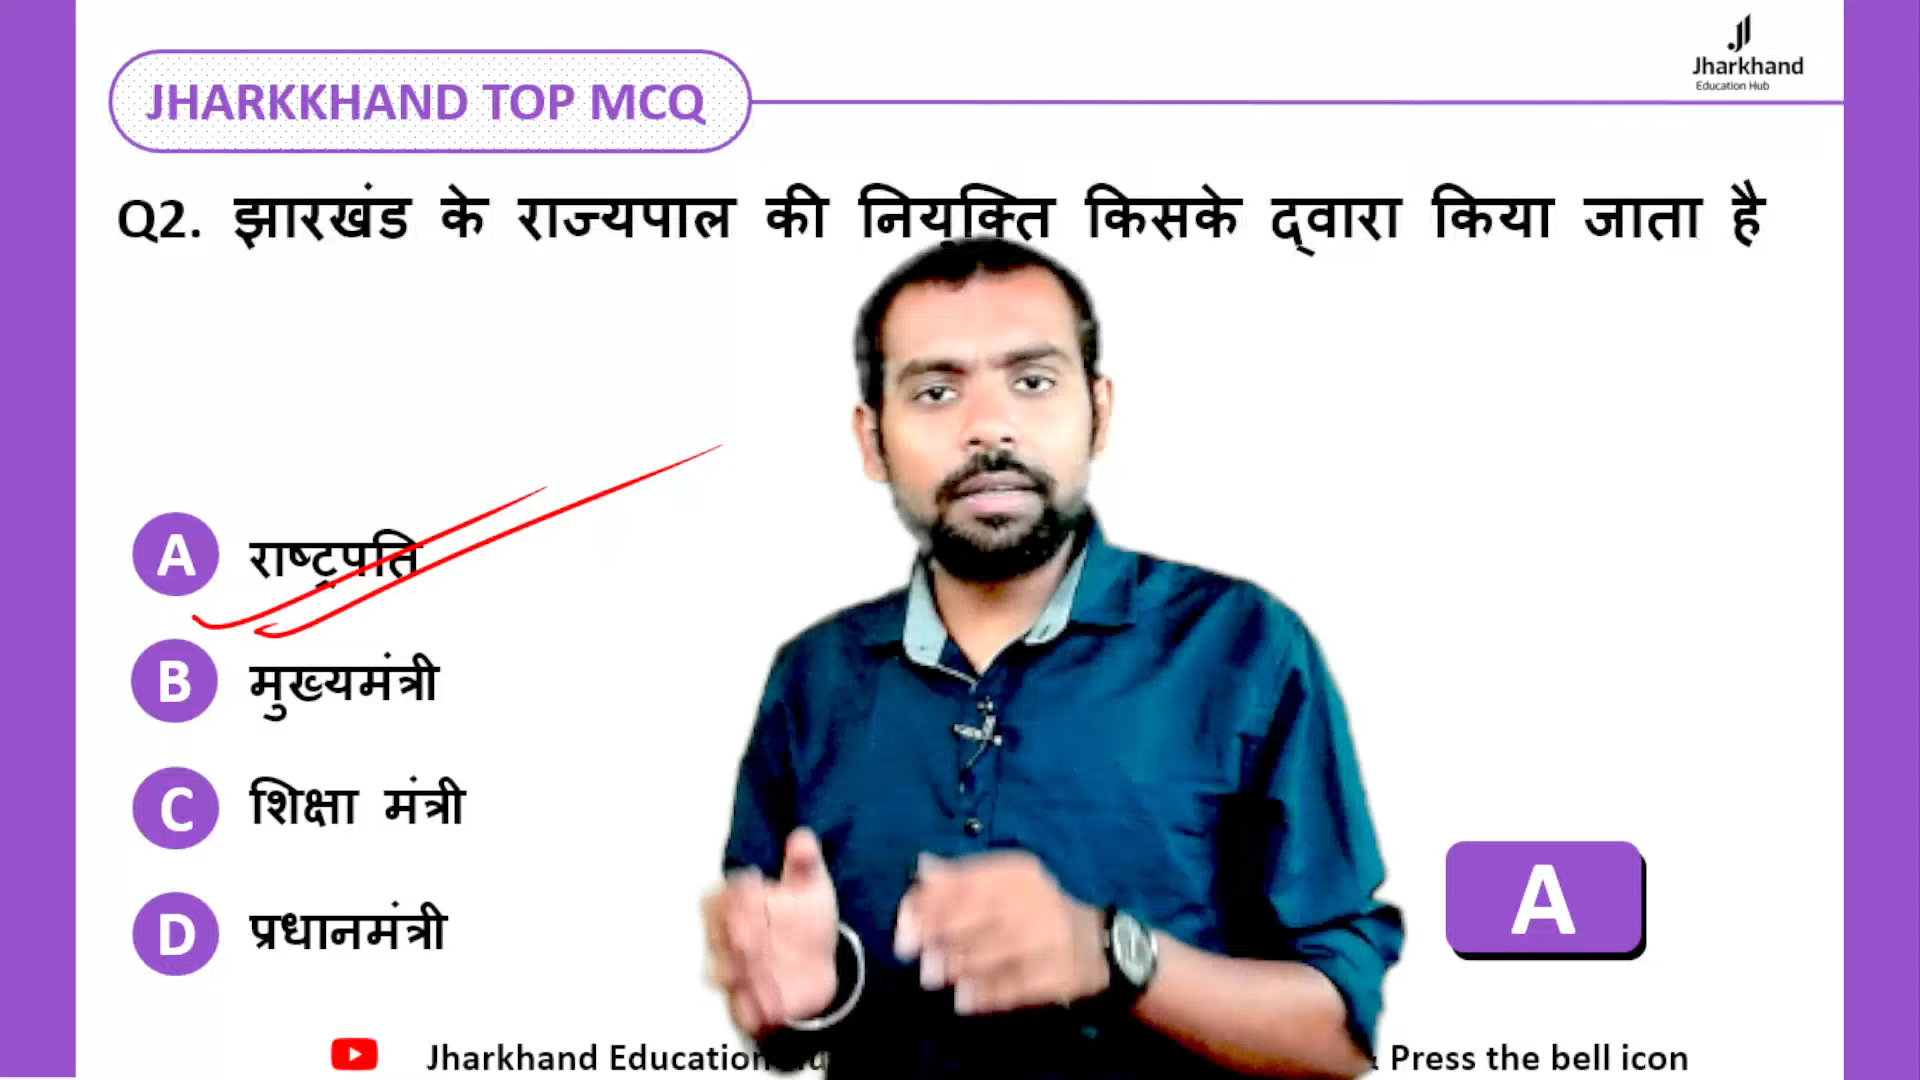 Jharkhand
Education Hub
JHARKKHAND TOP MCQ
Q2. झारखंड के राज्यपाल की नियुक्ति किसके द्वारा किया जाता है
A राष्ट्रपति
B मुख्यमंत्री
C शिक्षा मंत्री
D प्रधानमंत्री
A
Jharkhand Education Press the bell icon